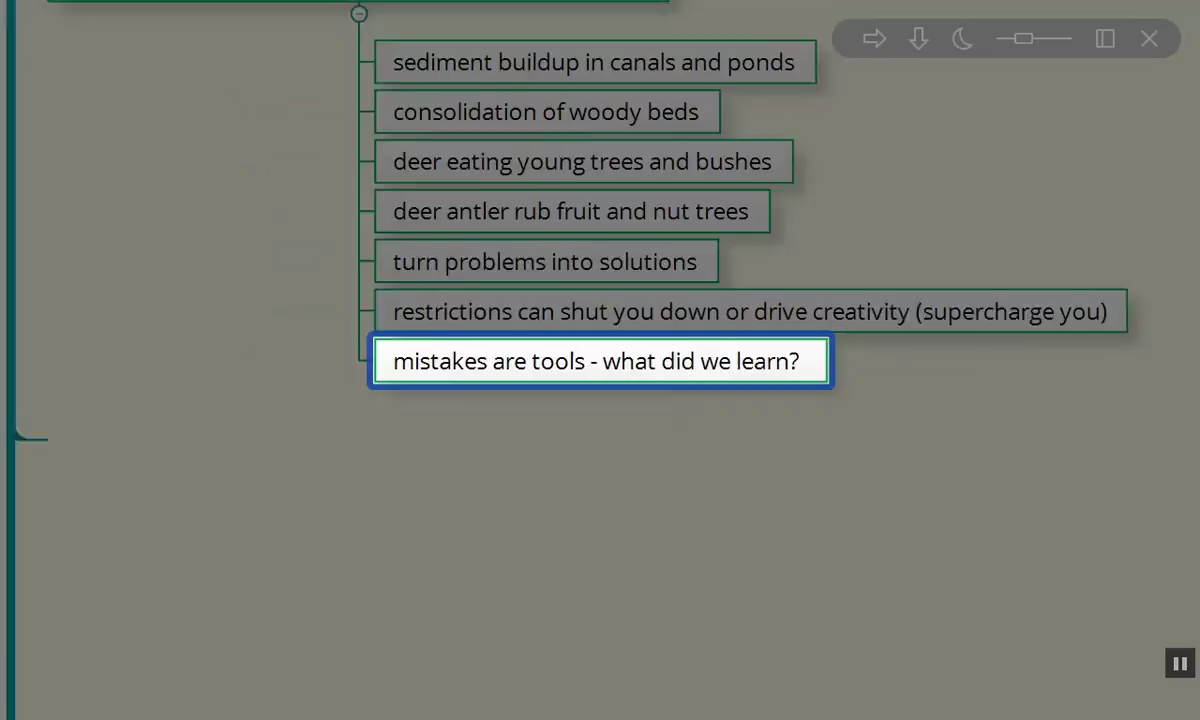 sediment buildup in canals and ponds
consolidation of woody beds
deer eating young trees and bushes
deer antler rub fruit and nut trees
turn problems into solutions
restrictions can shut you down or drive creativity (supercharge you)
mistakes are tools - what did we learn?